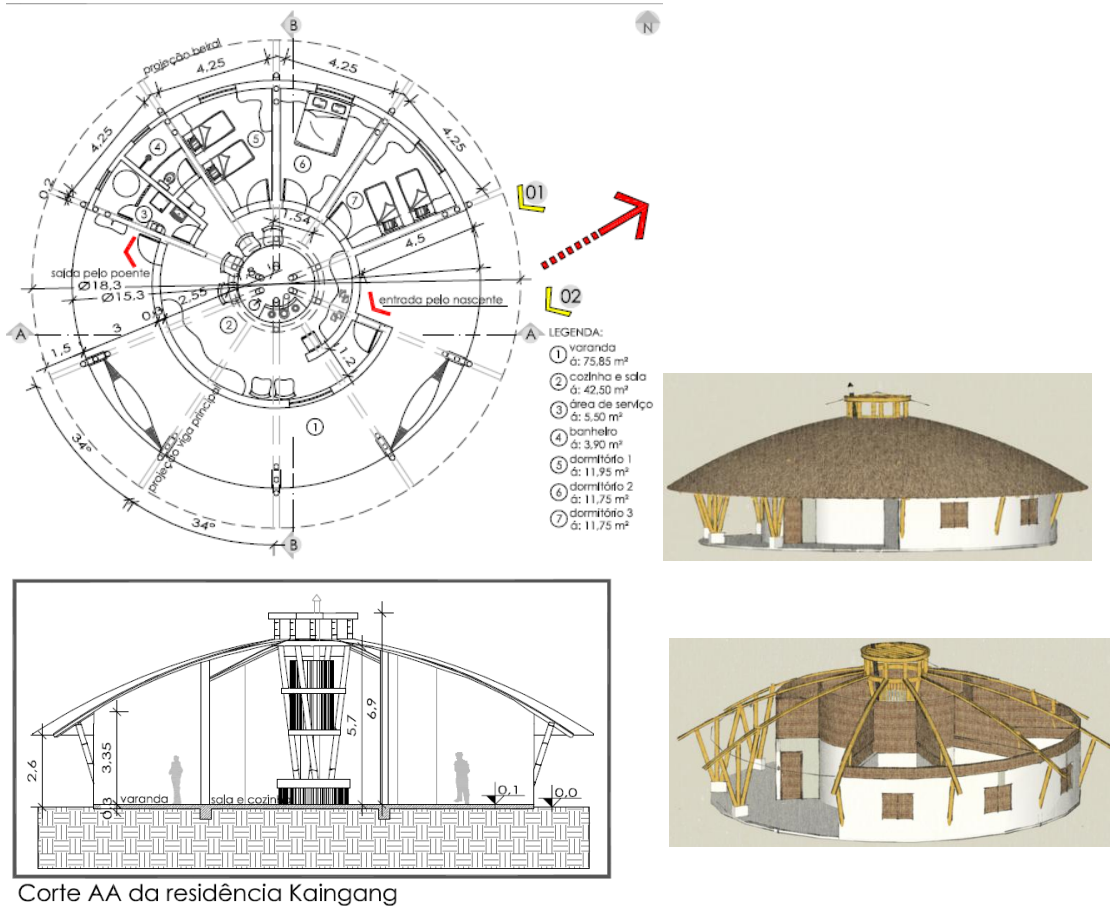 B
N
projeção beiral
4,25
4,25
4,25
4,25
0,2
4
5
6
7
3
01
1,54
4,5
saída pelo poente
Ø18,3
Ø15,3
2,55
entrada pelo nascente
02
2
0,3
3
1,5
1,2
A
A
projeção viga principal
1
34°
34°
B
LEGENDA:
1 varanda
á: 75,85 m²
2 cozinha e sala
á: 42,50 m²
3 área de serviço
á: 5,50 m²
4 banheiro
á: 3,90 m²
5 dormitório 1
á: 11,95 m²
6 dormitório 2
á: 11,75 m²
7 dormitório 3
á: 11,75 m²
2,6
3,35
0,3
5,7
6,9
varanda
sala e cozinha
0,1
0,0
Corte AA da residência Kaingang